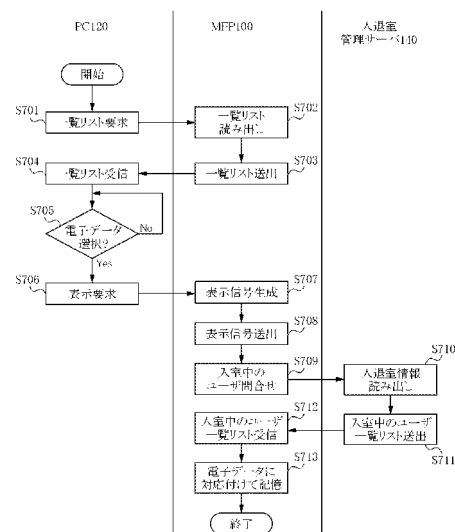 PC120
MFP100
入退室
管理サーバ140
開始
S701
一覧リスト要求
S702
一覧リスト
読み出し
S703
一覧リスト送出
S704
一覧リスト受信
S705
電子データ
選択?
No
Yes
S706
表示要求
S707
表示信号生成
S708
表示信号送出
S709
入室中の
ユーザ問合せ
S710
入退室情報
読み出し
S711
入室中のユーザ
一覧リスト送出
S712
入室中のユーザ
一覧リスト受信
S713
電子データに
対応付けて記憶
終了